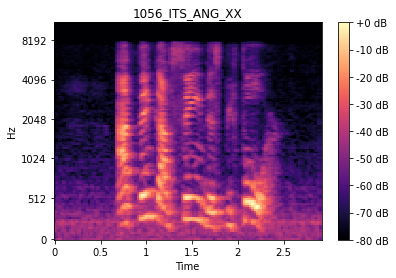 1056_ITS_ANG_XX
Hz
8192
4096
2048
1024
512
0
0
0.5
1
1.5
2
2.5
Time
+0 dB
-10 dB
-20 dB
-30 dB
-40 dB
-50 dB
-60 dB
-70 dB
-80 dB